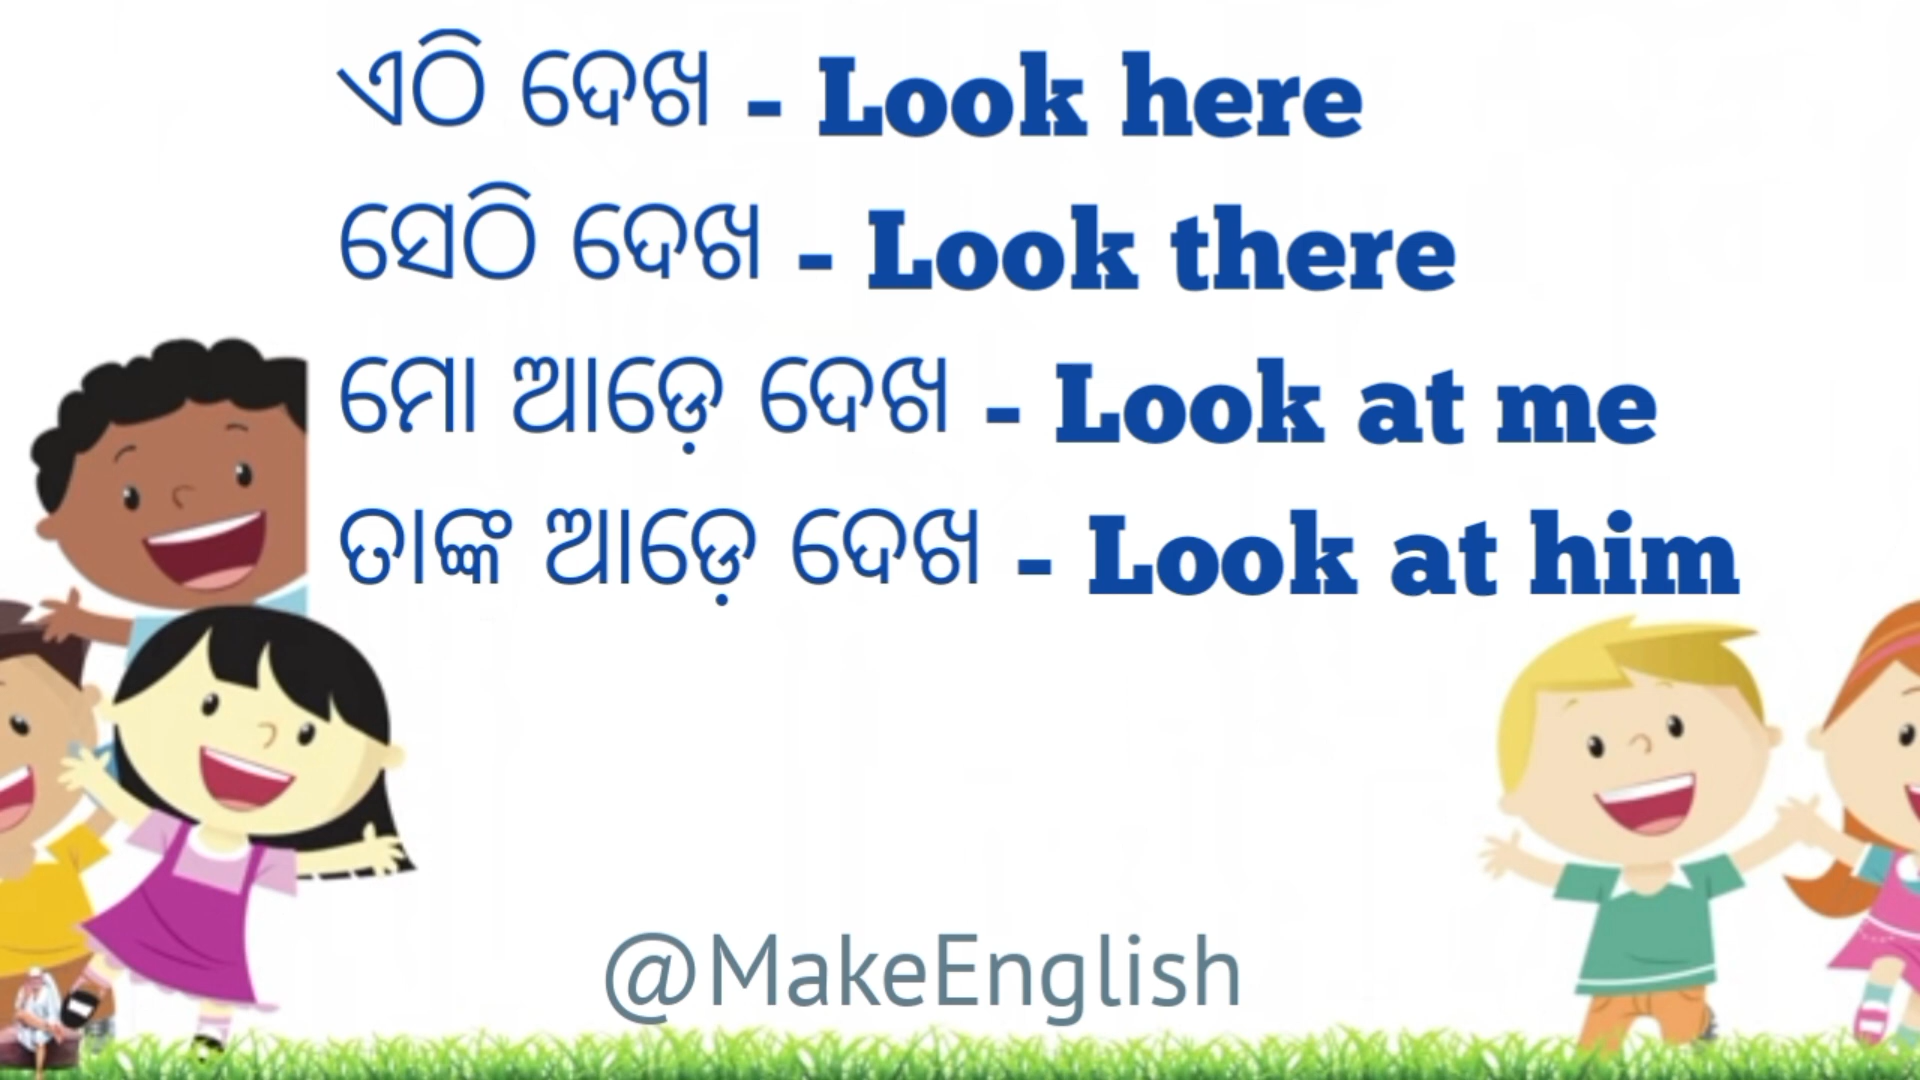 ଏଠି ଦେଖ - Look here
ସେଠି ଦେଖ - Look there
ମୋ ଆଡ଼େ ଦେଖ - Look at me
ତାଙ୍କ ଆଡ଼େ ଦେଖ - Look at him
@MakeEnglish